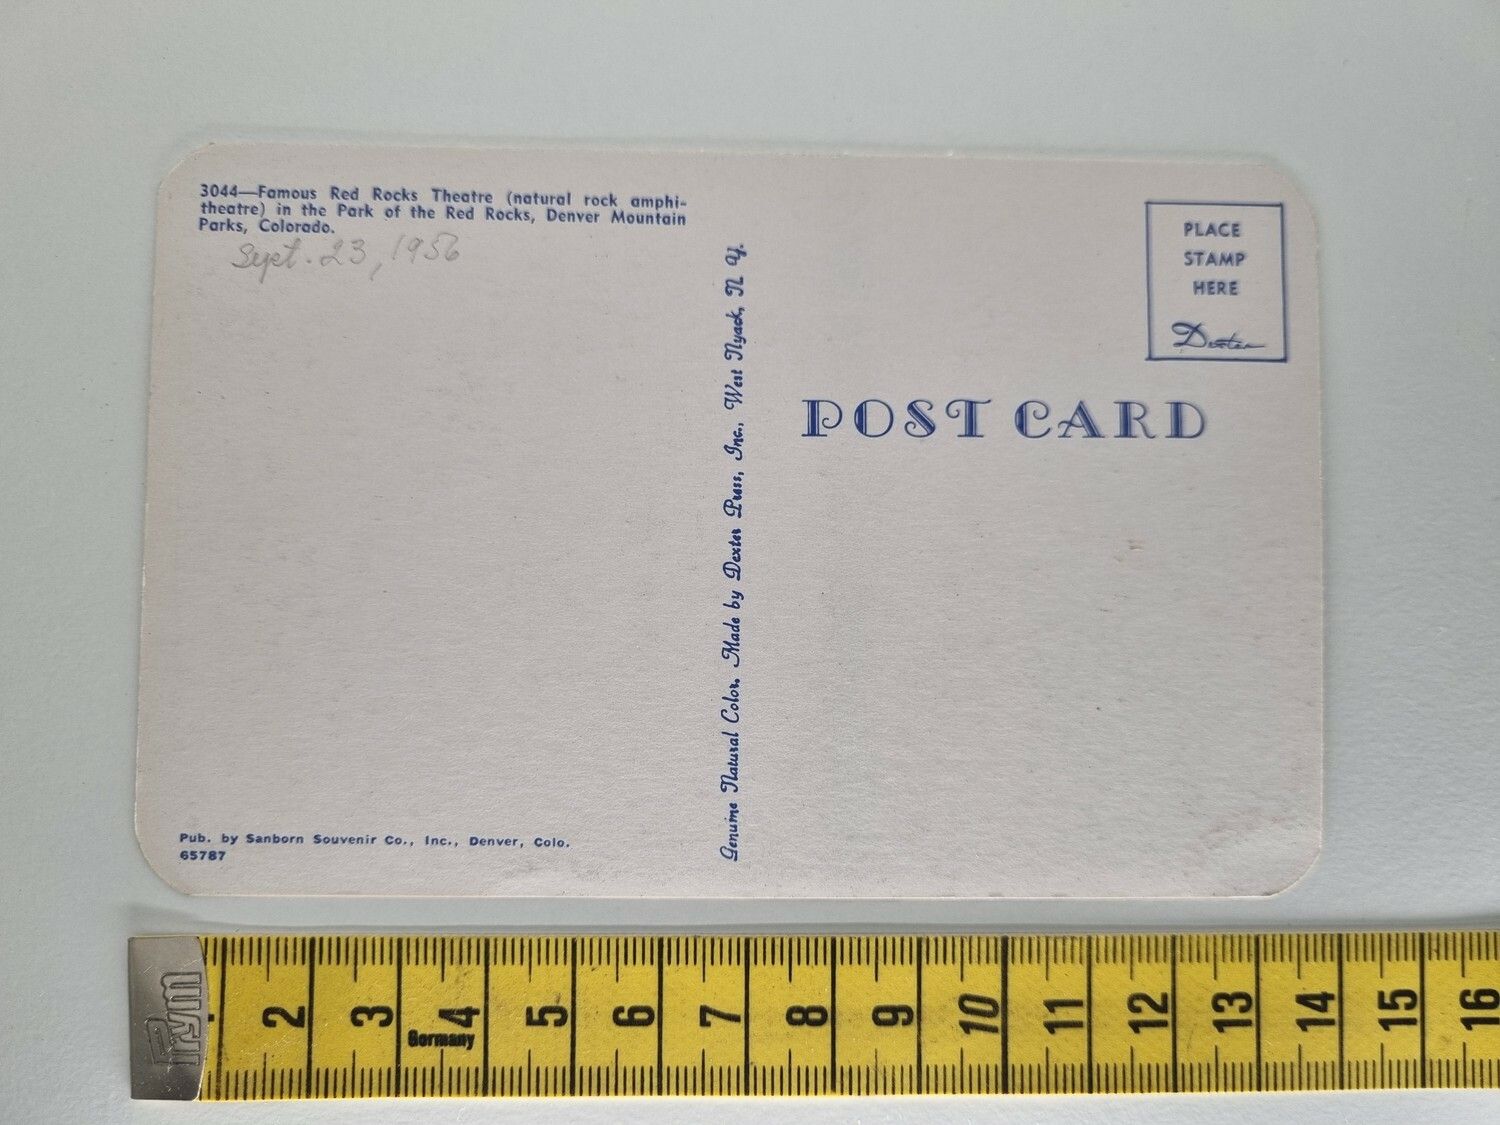 3044—Famous Red Rocks Theatre (natural rock amphi-
theatre) in the Park of the Red Rocks, Denver Mountain
Parks, Colorado.
Sept. 23, 1956
Pub. by Sanborn Souvenir Co., Inc., Denver, Colo.
65787
Genuine Natural Color. Made by Dexter Press, Inc., West Nyack, N Y.
PLACE
STAMP
HERE
Dexter
POST CARD
Prym
2 3 4 5 6 7 8 9 10 11 12 13 14 15 16
Germany